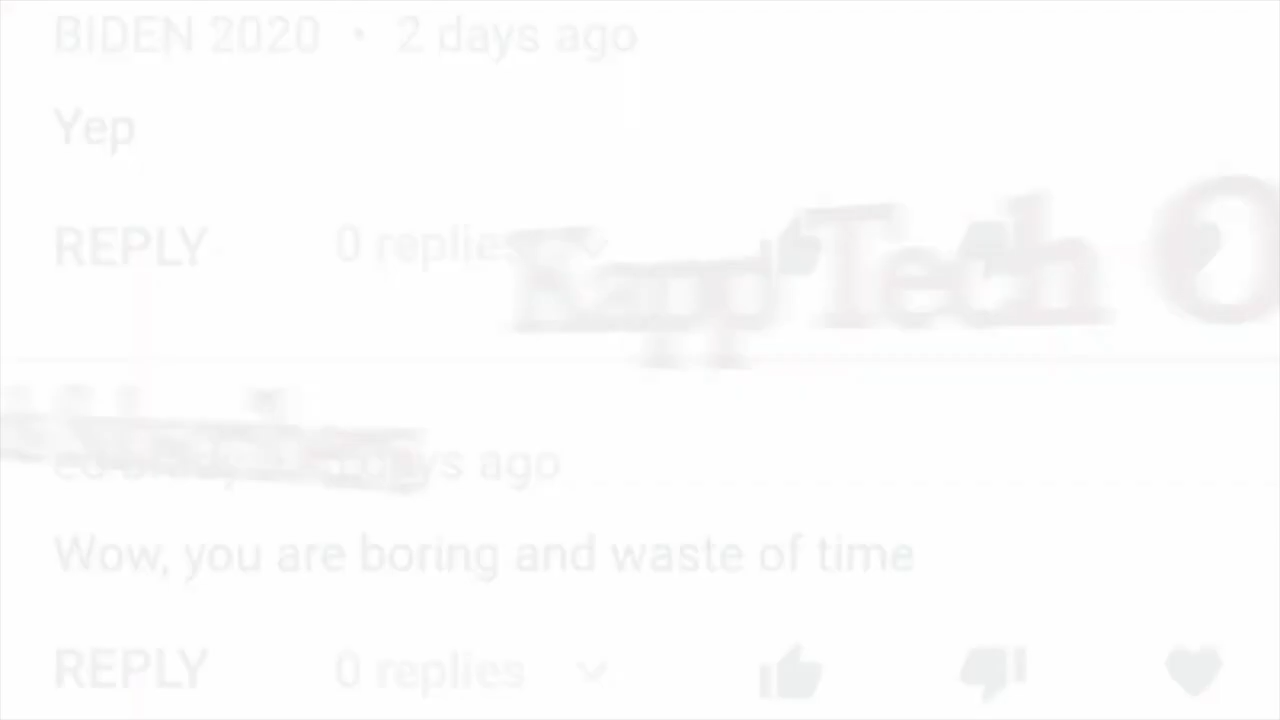 BIDEN 2020 • 2 days ago
Yep
REPLY 0 replies
KappTech
days ago
Wow, you are boring and waste of time
REPLY 0 replies